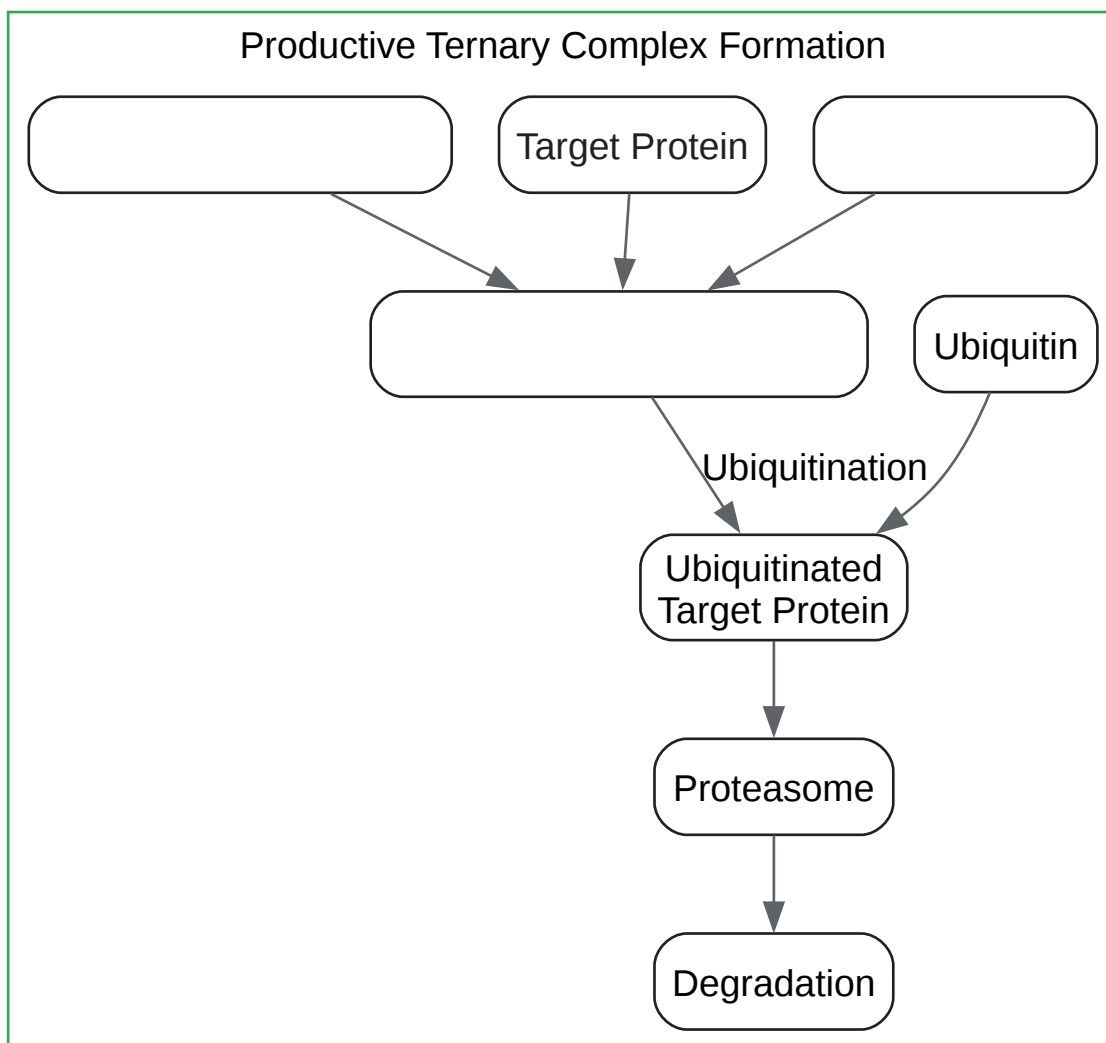 Productive Ternary Complex Formation
Target Protein
Ubiquitin
Ubiquitination
Ubiquitinated
Target Protein
Proteasome
Degradation